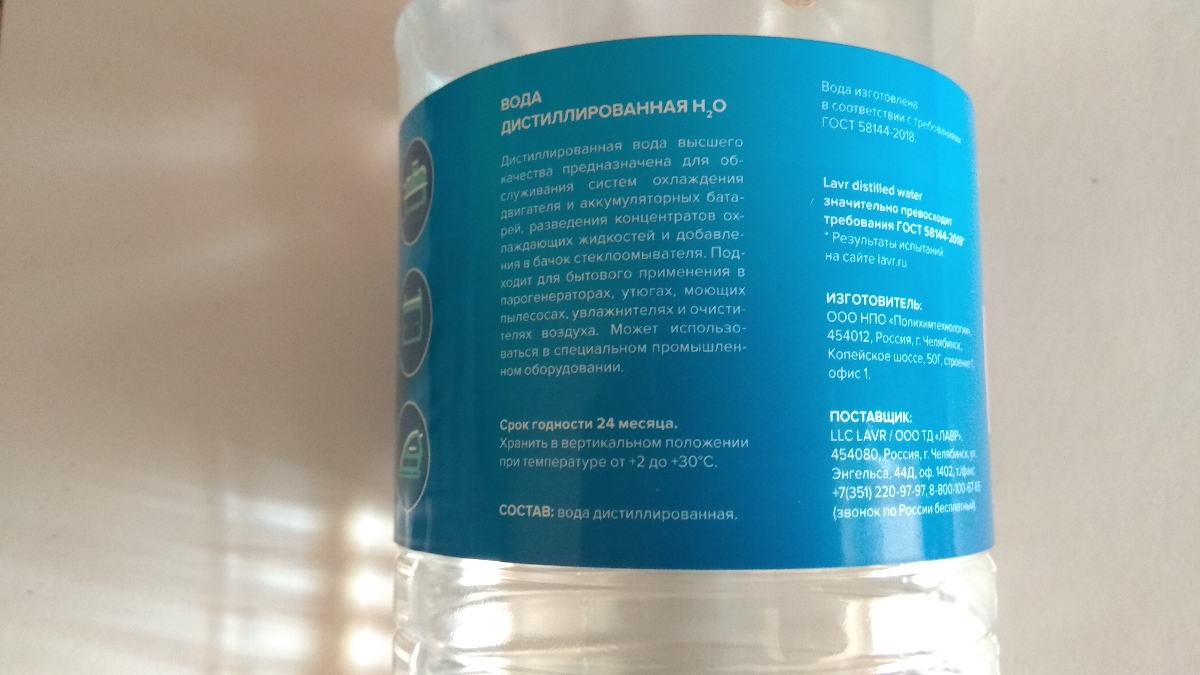 ВОДА
ДИСТИЛЛИРОВАННАЯ H₂O
Дистиллированная вода высшего
качества предназначена для об-
служивания систем охлаждения
двигателя и аккумуляторных бата-
рей, разведения концентратов ох-
лаждающих жидкостей и добавле-
ния в бачок стеклоомывателя. Под-
ходит для бытового применения в
парогенераторах, утюгах, моющих
пылесосах, увлажнителях и очисти-
телях воздуха. Может использо-
ваться в специальном промышлен-
ном оборудовании.
Срок годности 24 месяца.
Хранить в вертикальном положении
при температуре от +2 до +30°C.
СОСТАВ: вода дистиллированная.
Вода изготовлена
в соответствии с требованиями
ГОСТ 58144-2018.
Lavr distilled water
значительно превосходит
требования ГОСТ 58144-2018*
* Результаты испытаний
на сайте lavr.ru
ИЗГОТОВИТЕЛЬ:
ООО НПО «Полихимтехнологии»,
454012, Россия, г. Челябинск,
Копейское шоссе, 50Г, строение
офис 1.
ПОСТАВЩИК:
LLC LAVR / ООО ТД «ЛАВР»,
454080, Россия, г. Челябинск, ул.
Энгельса, 44Д, оф. 1402, т./факс
+7(351) 220-97-97, 8-800-100-67-
(звонок по России бесплатный)